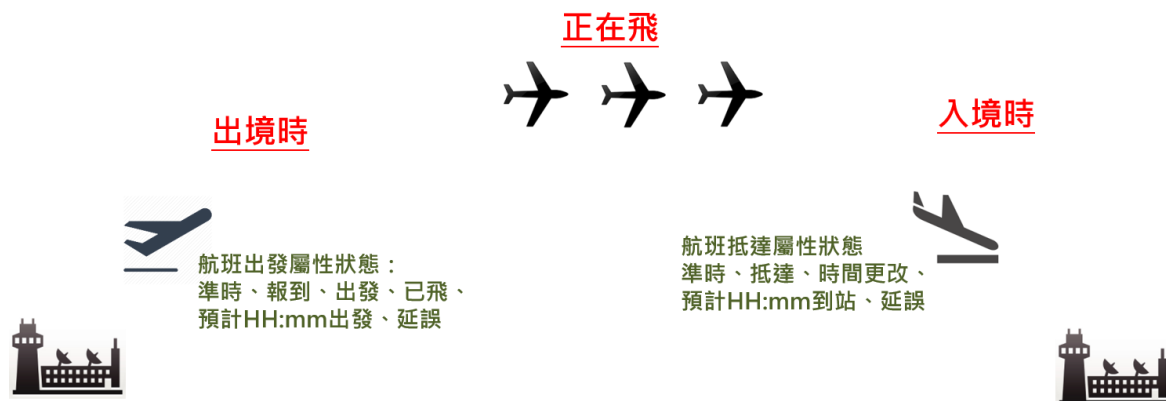 正在飛
出境時
入境時
航班出發屬性狀態：
準時、報到、出發、已飛、
預計HH:mm出發、延誤
航班抵達屬性狀態
準時、抵達、時間更改、
預計HH:mm到站、延誤